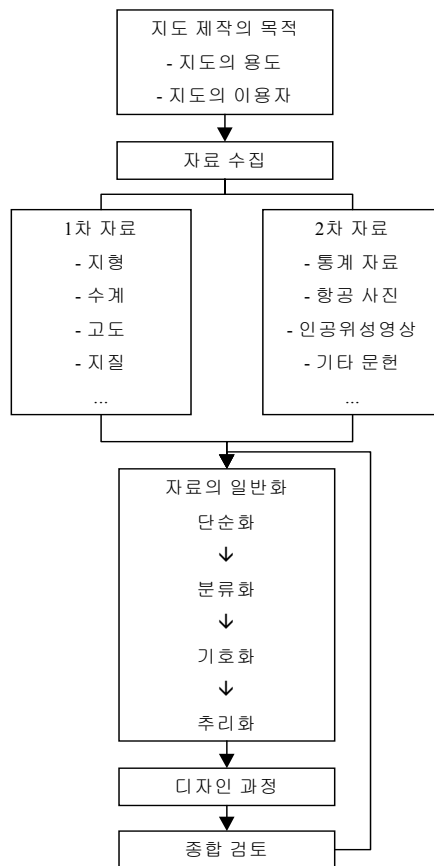 지도 제작의 목적
- 지도의 용도
- 지도의 이용자
자료 수집
1차 자료
- 지형
- 수계
- 고도
- 지질
...
2차 자료
- 통계 자료
- 항공 사진
- 인공위성영상
- 기타 문헌
...
자료의 일반화
단순화
↓
분류화
↓
기호화
↓
추리화
디자인 과정
종합 검토